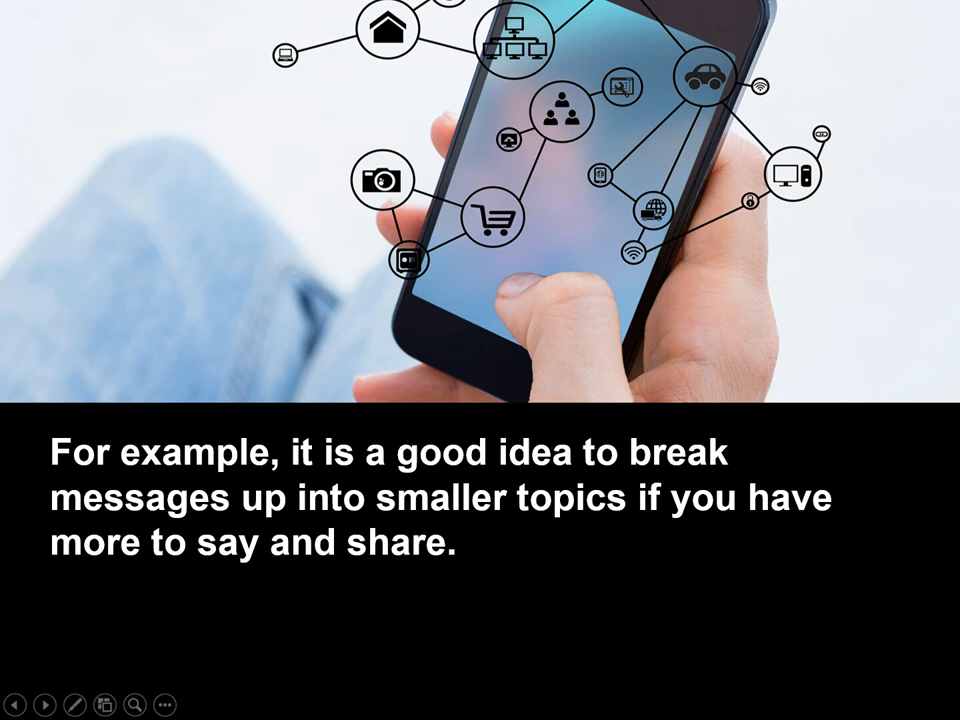 For example, it is a good idea to break
messages up into smaller topics if you have
more to say and share.